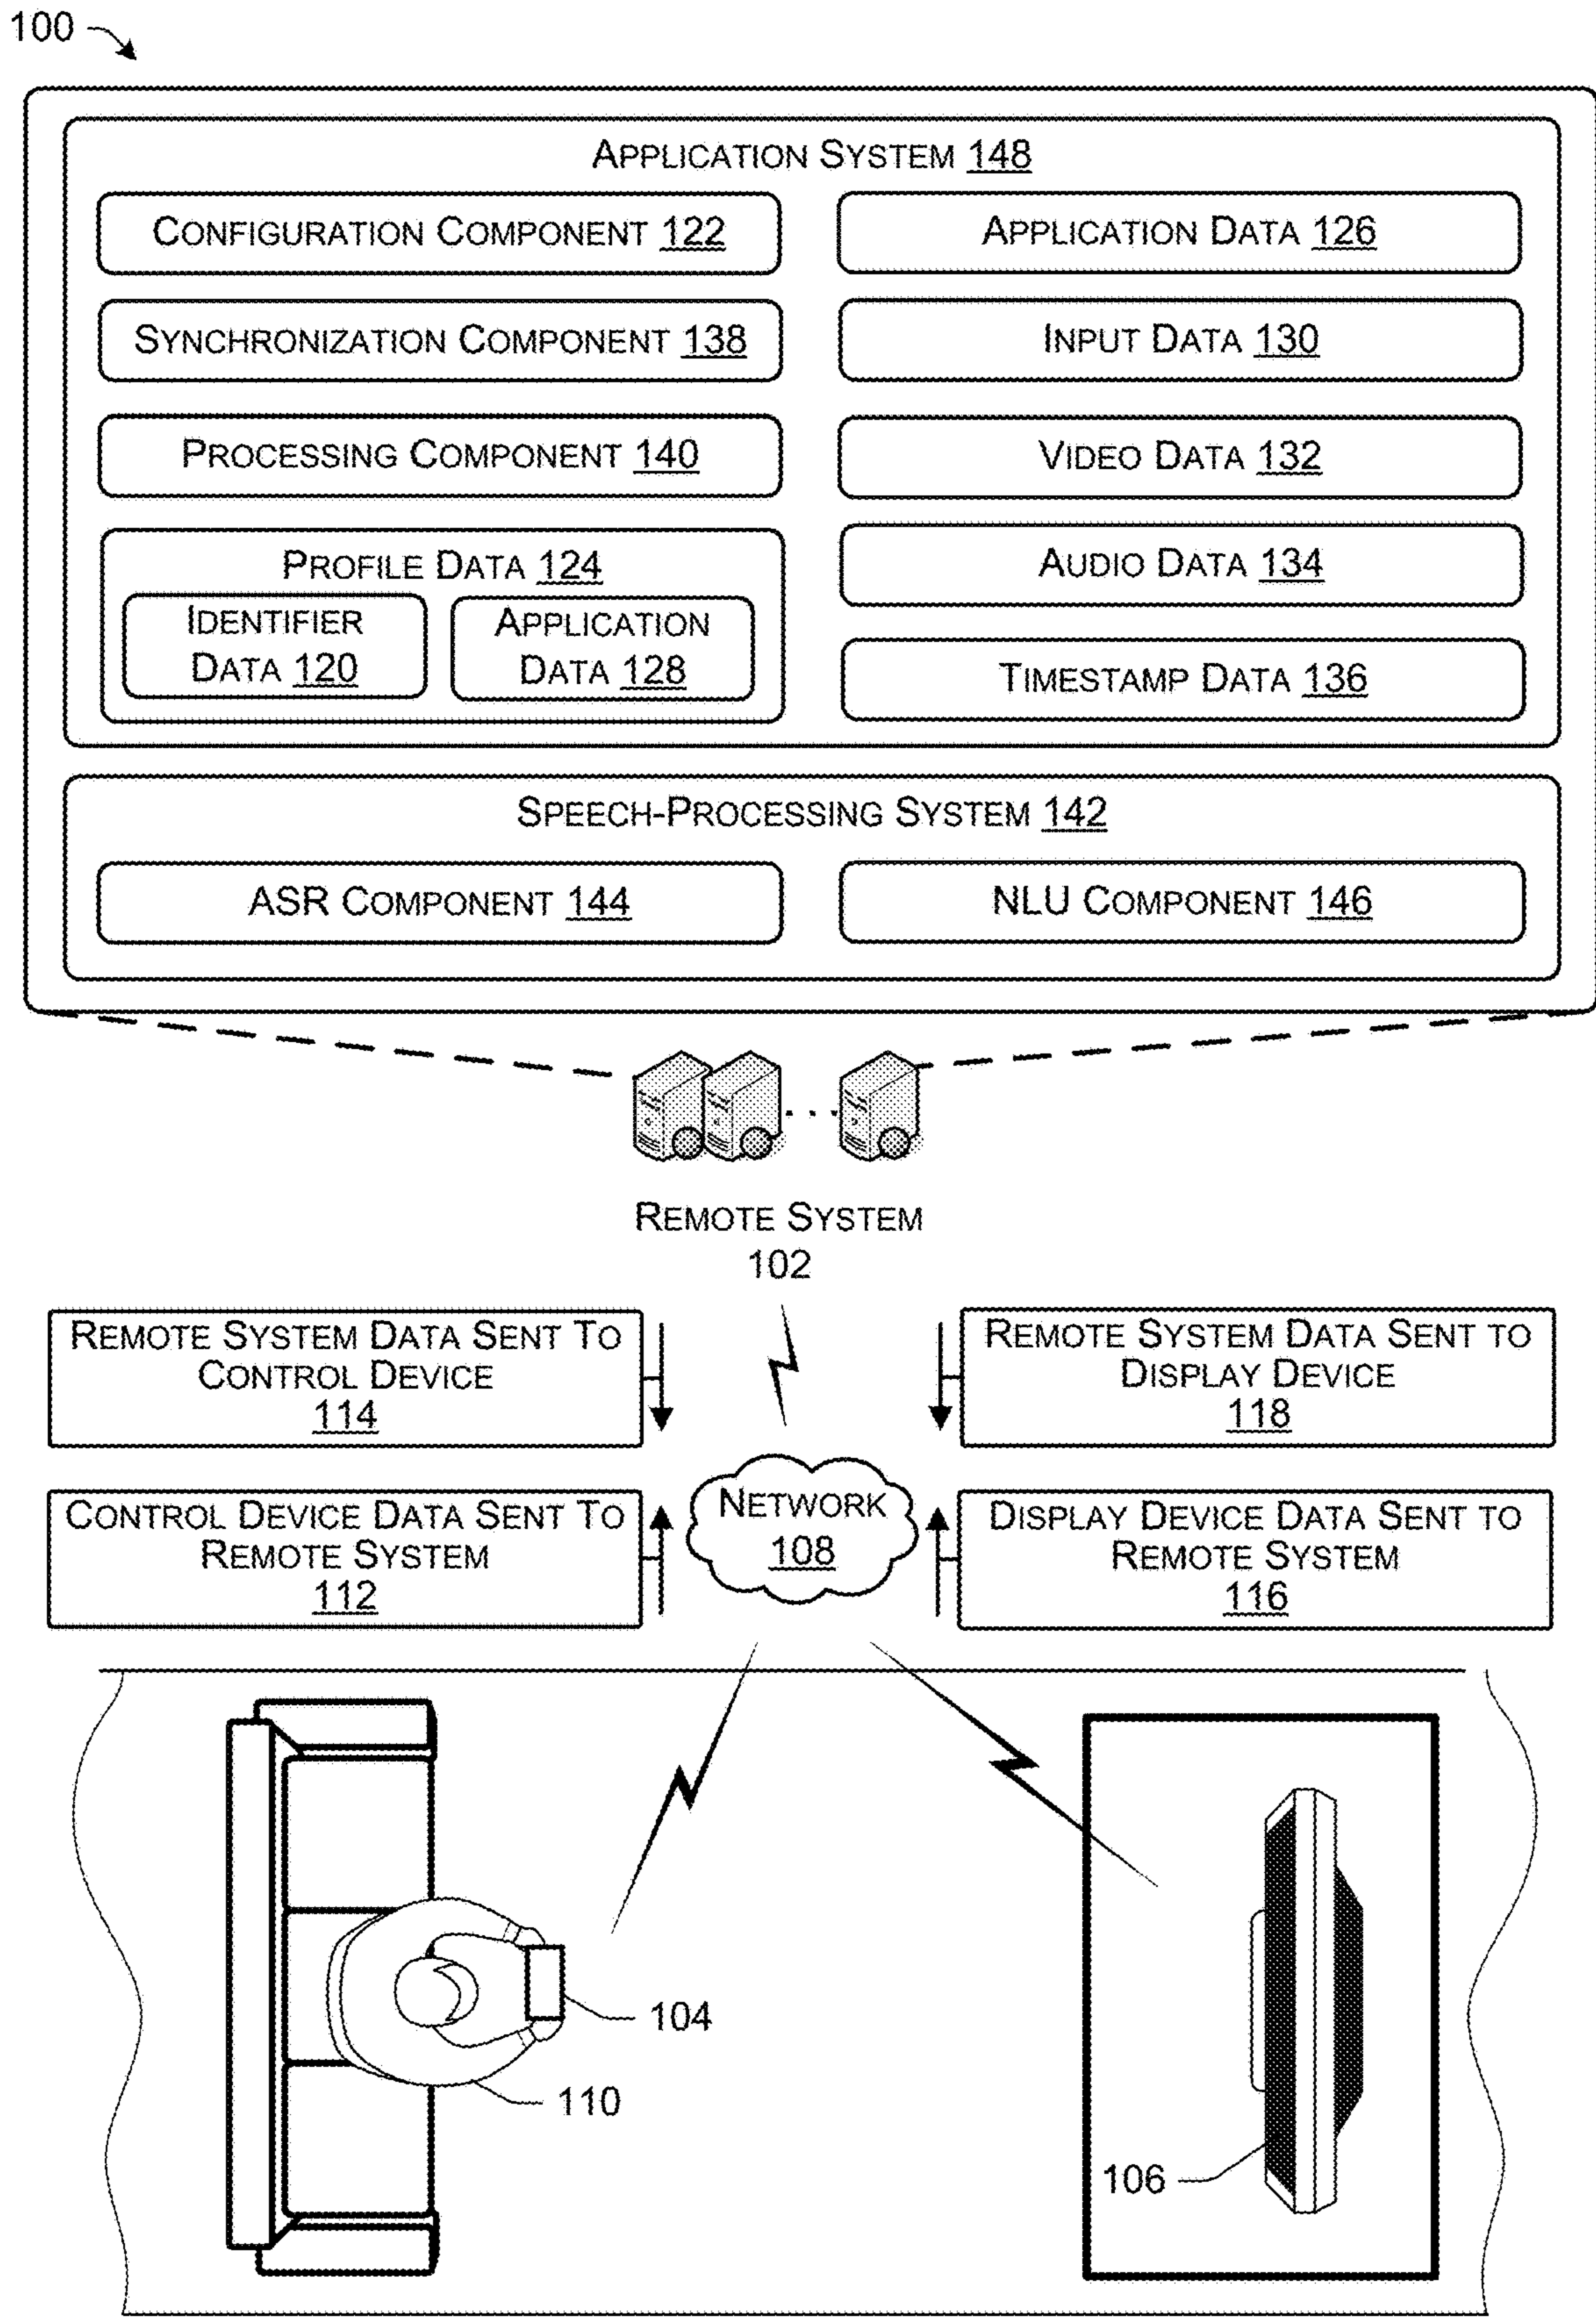 100
APPLICATION SYSTEM 148
CONFIGURATION COMPONENT 122
APPLICATION DATA 126
SYNCHRONIZATION COMPONENT 138
INPUT DATA 130
PROCESSING COMPONENT 140
VIDEO DATA 132
PROFILE DATA 124
IDENTIFIER
DATA 120
APPLICATION
DATA 128
AUDIO DATA 134
TIMESTAMP DATA 136
SPEECH-PROCESSING SYSTEM 142
ASR COMPONENT 144
NLU COMPONENT 146
REMOTE SYSTEM
102
REMOTE SYSTEM DATA SENT TO
CONTROL DEVICE
114
REMOTE SYSTEM DATA SENT TO
DISPLAY DEVICE
118
CONTROL DEVICE DATA SENT TO
REMOTE SYSTEM
112
NETWORK
108
DISPLAY DEVICE DATA SENT TO
REMOTE SYSTEM
116
104
110
106